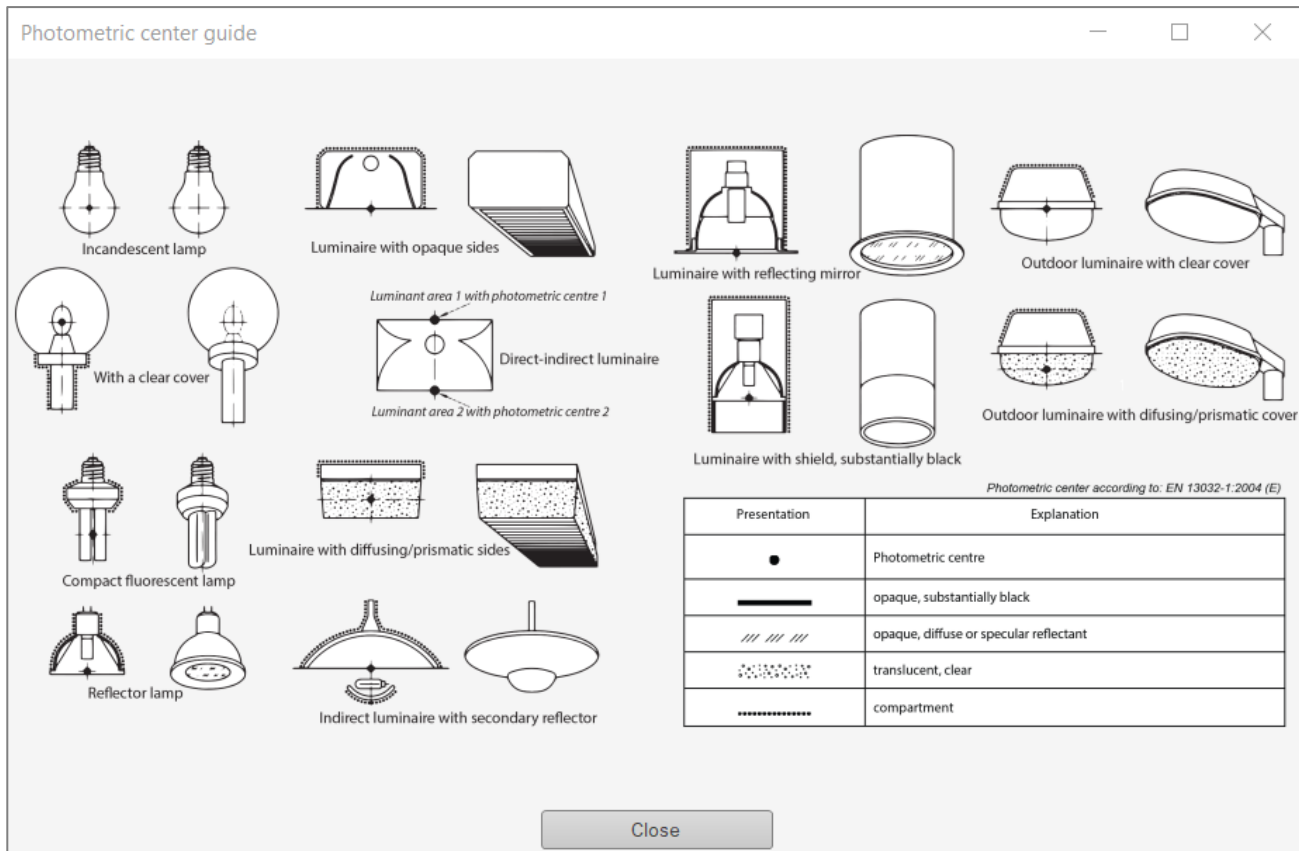 Photometric center guide
Incandescent lamp
Luminaire with opaque sides
Luminaire with reflecting mirror
Outdoor luminaire with clear cover
With a clear cover
Luminant area 1 with photometric centre 1
Direct-indirect luminaire
Luminant area 2 with photometric centre 2
Luminaire with shield, substantially black
Outdoor luminaire with difusing/prismatic cover
Compact fluorescent lamp
Luminaire with diffusing/prismatic sides
Reflector lamp
Indirect luminaire with secondary reflector
Photometric center according to: EN 13032-1:2004 (E)
Presentation Explanation
Photometric centre
opaque, substantially black
opaque, diffuse or specular reflectant
translucent, clear
compartment
Close